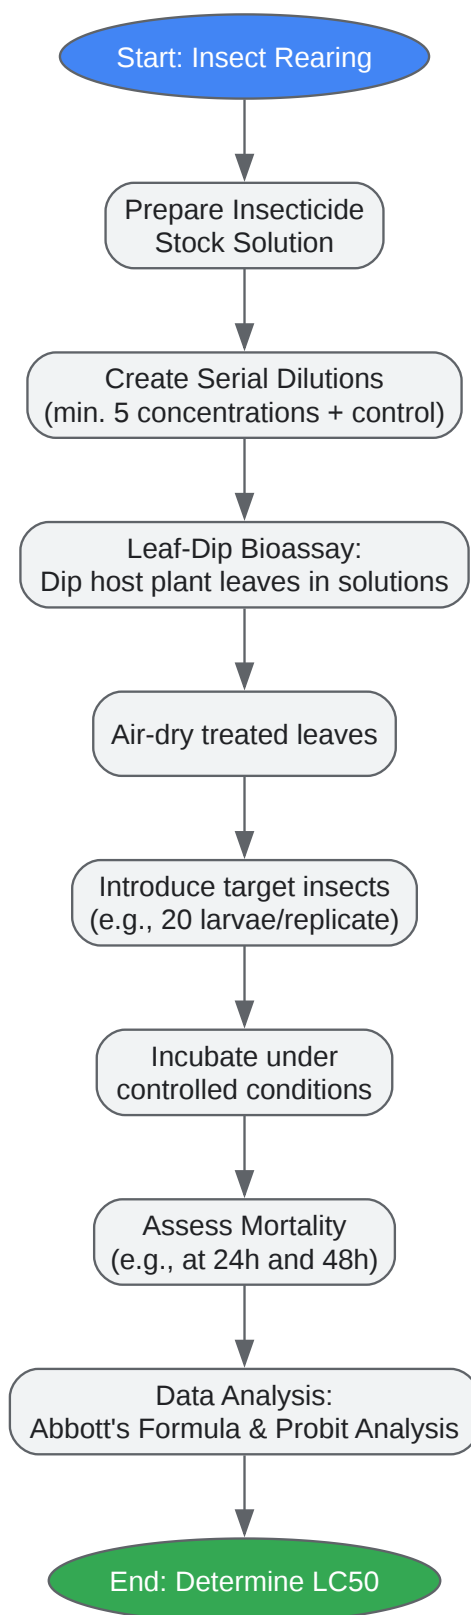 Start: Insect Rearing
Prepare Insecticide
Stock Solution
Create Serial Dilutions
(min. 5 concentrations + control)
Leaf-Dip Bioassay:
Dip host plant leaves in solutions
Air-dry treated leaves
Introduce target insects
(e.g., 20 larvae/replicate)
Incubate under
controlled conditions
Assess Mortality
(e.g., at 24h and 48h)
Data Analysis:
Abbott's Formula & Probit Analysis
End: Determine LC50